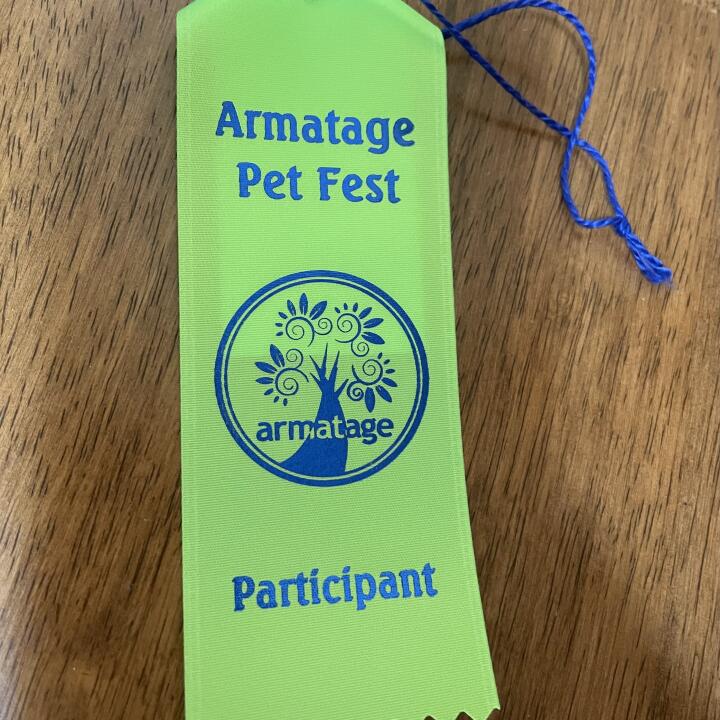 Armatage
Pet Fest
armatage
Participant